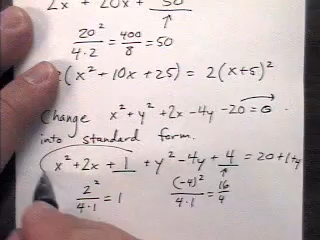 2x + 20x + 50
20² / 4·2 = 400/8 = 50
2(x² + 10x + 25) = 2(x+5)²
Change x² + y² + 2x - 4y - 20 = 0
into standard form.
x² + 2x + 1 + y² - 4y + 4 = 20 + 1 + 4
2² / 4·1 = 1 (-4)² / 4·1 = 16/4